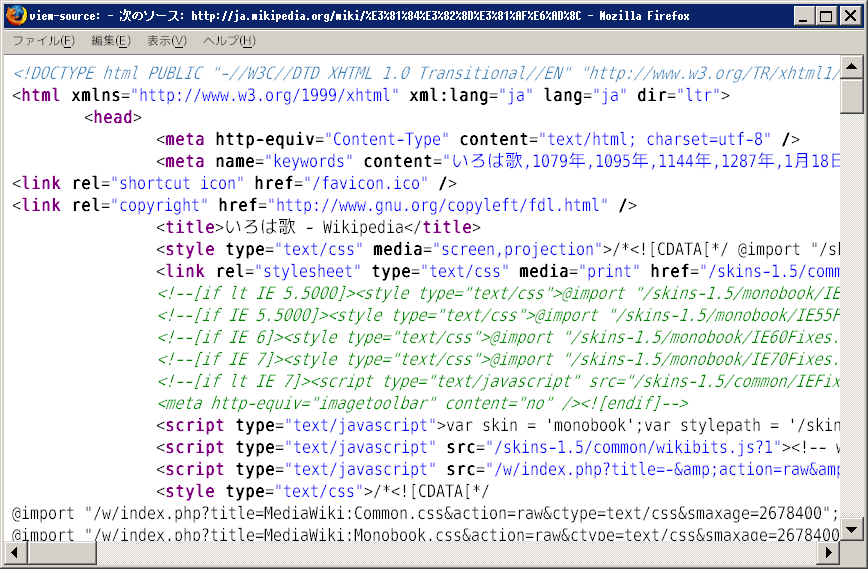 view-source: - 次のソース: http://ja.wikipedia.org/wiki/%E3%81%84%E3%82%8D%E3%81%AF%E6%AD%8C - Mozilla Firefox
ファイル(F) 編集(E) 表示(V) ヘルプ(H)
<!DOCTYPE html PUBLIC "-//W3C//DTD XHTML 1.0 Transitional//EN" "http://www.w3.org/TR/xhtml1/
<html xmlns="http://www.w3.org/1999/xhtml" xml:lang="ja" lang="ja" dir="ltr">
<head>
<meta http-equiv="Content-Type" content="text/html; charset=utf-8" />
<meta name="keywords" content="いろは歌,1079年,1095年,1144年,1287年,1月18日
<link rel="shortcut icon" href="/favicon.ico" />
<link rel="copyright" href="http://www.gnu.org/copyleft/fdl.html" />
<title>いろは歌 - Wikipedia</title>
<style type="text/css" media="screen,projection">/*<![CDATA[*/ @import "/sk
<link rel="stylesheet" type="text/css" media="print" href="/skins-1.5/comm
<!--[if lt IE 5.5000]><style type="text/css">@import "/skins-1.5/monobook/IE
<!--[if IE 5.5000]><style type="text/css">@import "/skins-1.5/monobook/IE55F
<!--[if IE 6]><style type="text/css">@import "/skins-1.5/monobook/IE60Fixes.
<!--[if IE 7]><style type="text/css">@import "/skins-1.5/monobook/IE70Fixes.
<!--[if lt IE 7]><script type="text/javascript" src="/skins-1.5/common/IEFix
<meta http-equiv="imagetoolbar" content="no" /><![endif]-->
<script type="text/javascript">var skin = 'monobook';var stylepath = '/skin
<script type="text/javascript" src="/skins-1.5/common/wikibits.js?1"><!-- w
<script type="text/javascript" src="/w/index.php?title=-&amp;action=raw&amp
<style type="text/css">/*<![CDATA[*/
@import "/w/index.php?title=MediaWiki:Common.css&action=raw&ctype=text/css&smaxage=2678400";
@import "/w/index.php?title=MediaWiki:Monobook.css&action=raw&ctype=text/css&smaxage=2678400